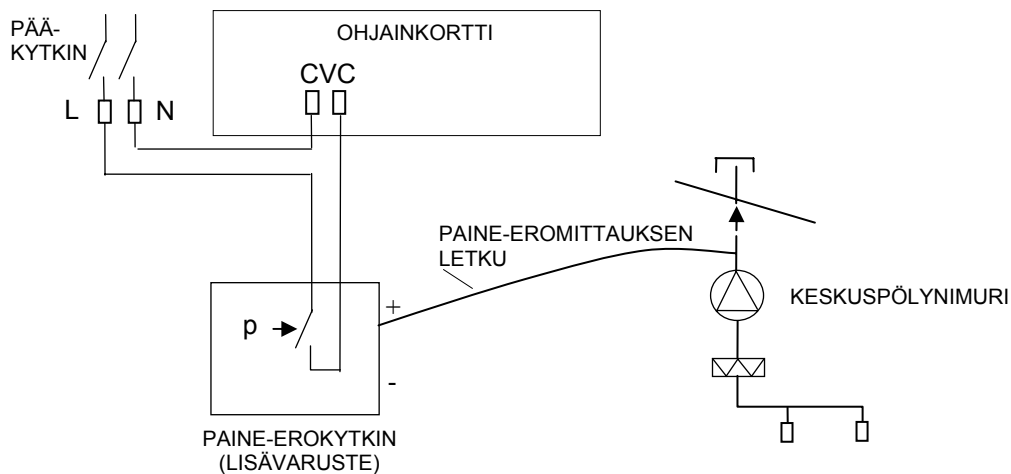 PÄÄ-
KYTKIN
OHJAINKORTTI
CVC
L N
PAINE-EROMITTAUKSEN
LETKU
KESKUSPÖLYNIMURI
p
+
-
PAINE-EROKYTKIN
(LISÄVARUSTE)